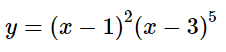 y = (x − 1)²(x − 3)⁵